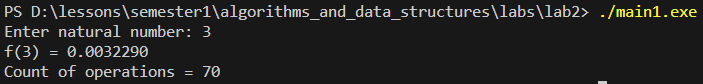 PS D:\lessons\semester1\algorithms_and_data_structures\labs\lab2> ./main1.exe
Enter natural number: 3
f(3) = 0.0032290
Count of operations = 70